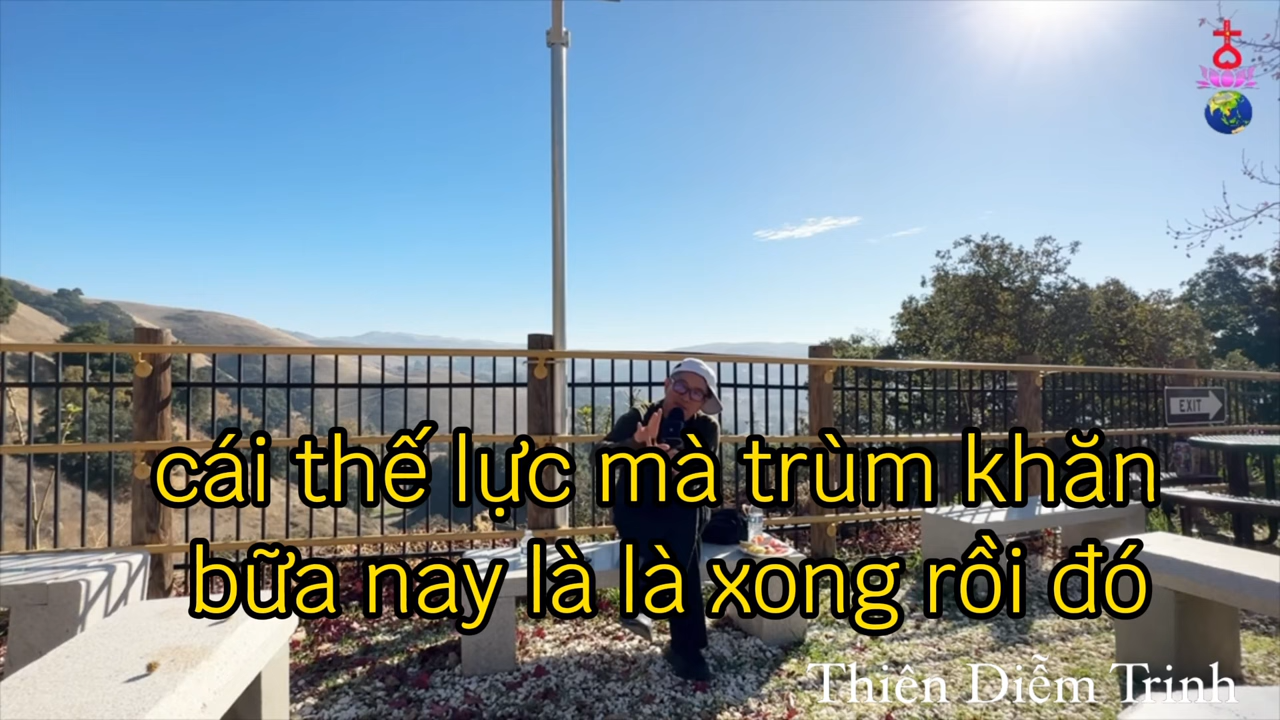 EXIT
cái thế lực mà trùm khăn
bữa nay là là xong rồi đó
Thiên Diễm Trinh